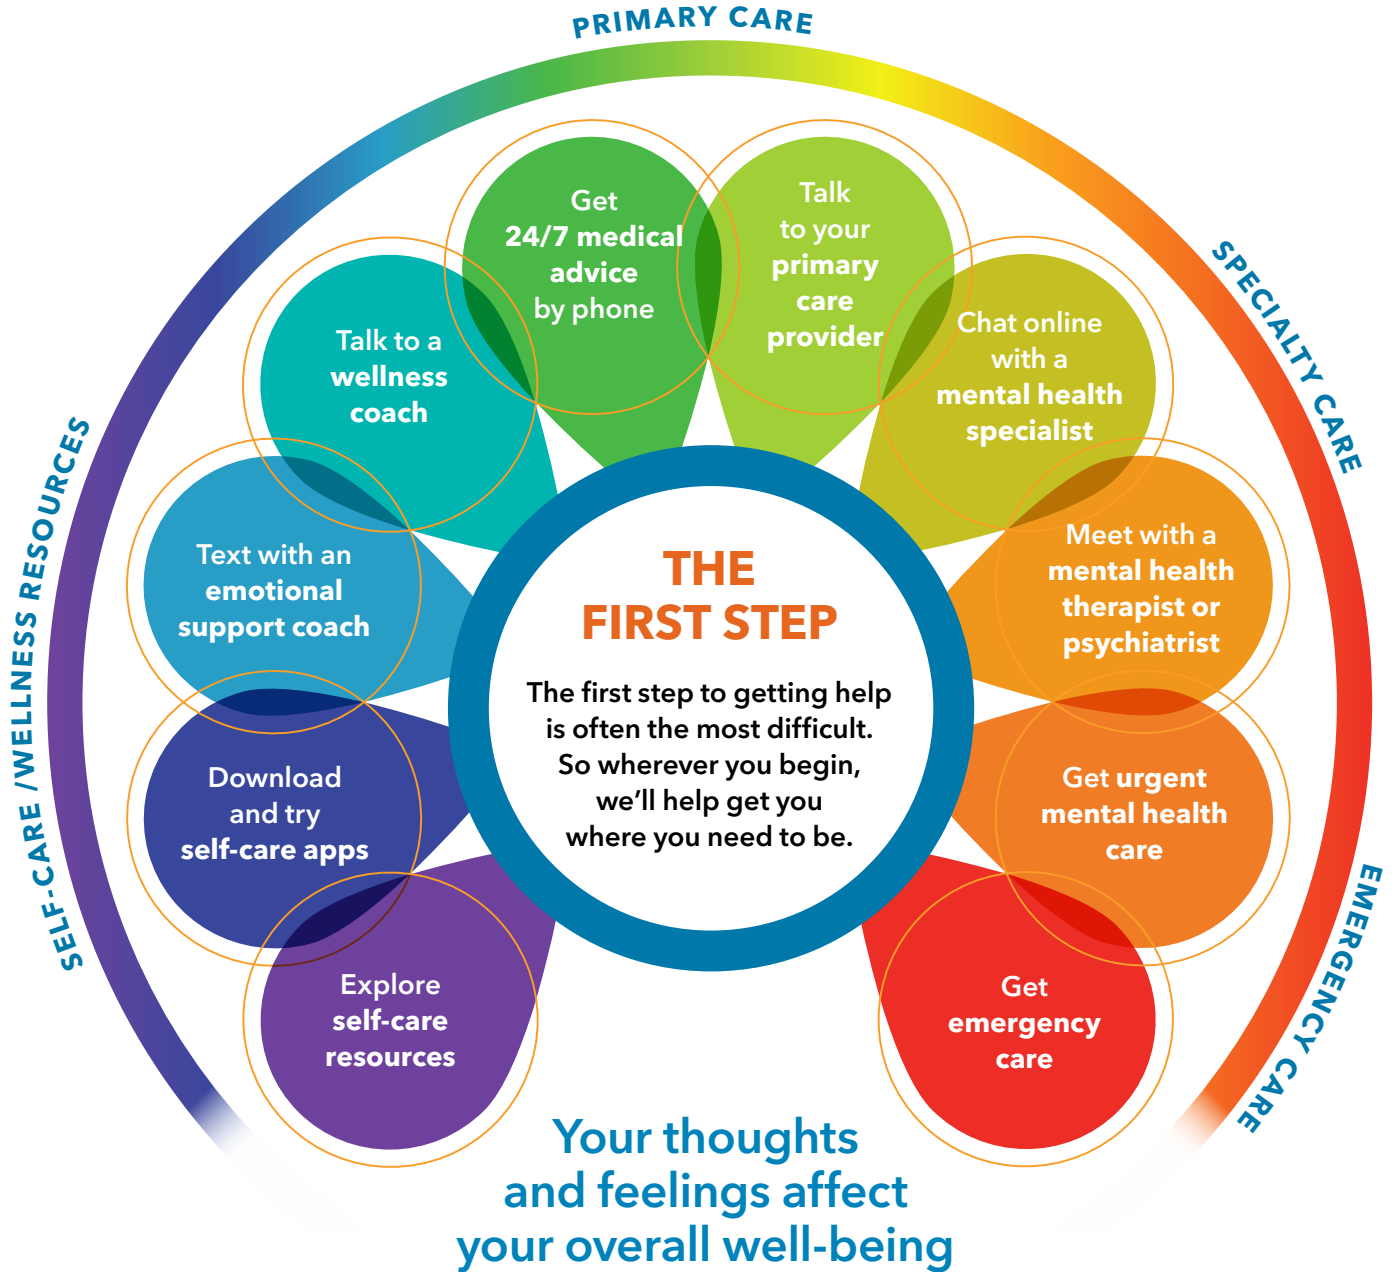 PRIMARY CARE
SPECIALTY CARE
EMERGENCY CARE
SELF-CARE /WELLNESS RESOURCES
Get
24/7 medical
advice
by phone
Talk
to your
primary
care
provider
Talk to a
wellness
coach
Chat online
with a
mental health
specialist
Text with an
emotional
support coach
Meet with a
mental health
therapist or
psychiatrist
THE
FIRST STEP
The first step to getting help
is often the most difficult.
So wherever you begin,
we’ll help get you
where you need to be.
Download
and try
self-care apps
Get urgent
mental health
care
Explore
self-care
resources
Get
emergency
care
Your thoughts
and feelings affect
your overall well-being